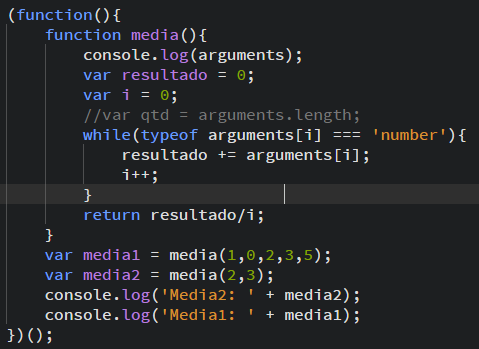 (function(){
    function media(){
        console.log(arguments);
        var resultado = 0;
        var i = 0;
        //var qtd = arguments.length;
        while(typeof arguments[i] === 'number'){
            resultado += arguments[i];
            i++;
        }
        return resultado/i;
    }
    var media1 = media(1,0,2,3,5);
    var media2 = media(2,3);
    console.log('Media2: ' + media2);
    console.log('Media1: ' + media1);
})();